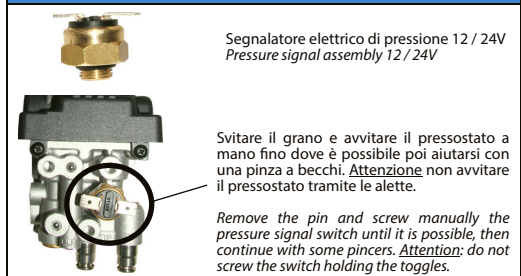 Segnalatore elettrico di pressione 12 / 24V
Pressure signal assembly 12 / 24V
Svitare il grano e avvitare il pressostato a
mano fino dove è possibile poi aiutarsi con
una pinza a becchi. Attenzione non avvitare
il pressostato tramite le alette.
Remove the pin and screw manually the
pressure signal switch until it is possible, then
continue with some pincers. Attention: do not
screw the switch holding the toggles.